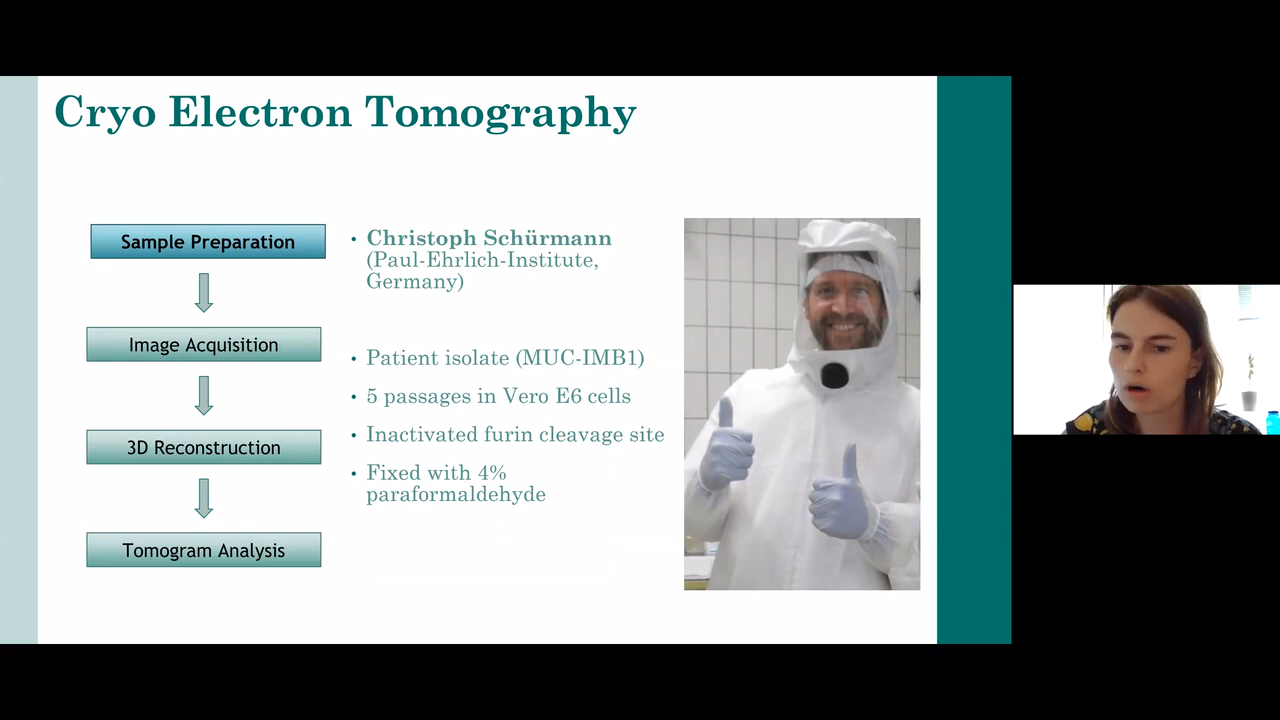 Cryo Electron Tomography
Sample Preparation
Image Acquisition
3D Reconstruction
Tomogram Analysis
• Christoph Schürmann
(Paul-Ehrlich-Institute,
Germany)
• Patient isolate (MUC-IMB1)
• 5 passages in Vero E6 cells
• Inactivated furin cleavage site
• Fixed with 4%
paraformaldehyde